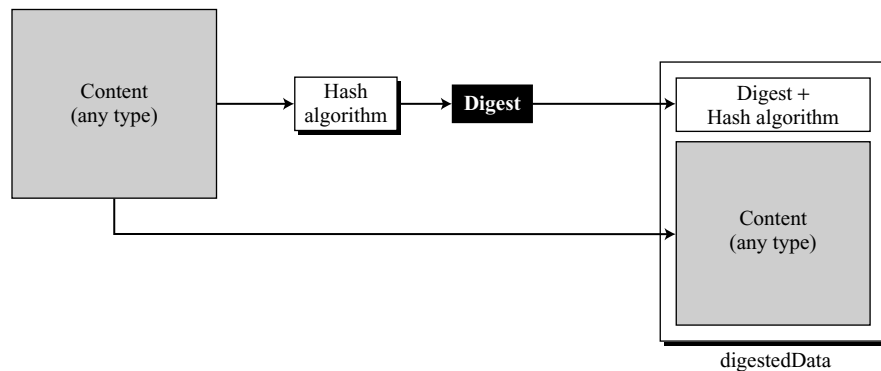 Content
(any type)
Hash
algorithm
Digest
Digest +
Hash algorithm
Content
(any type)
digestedData